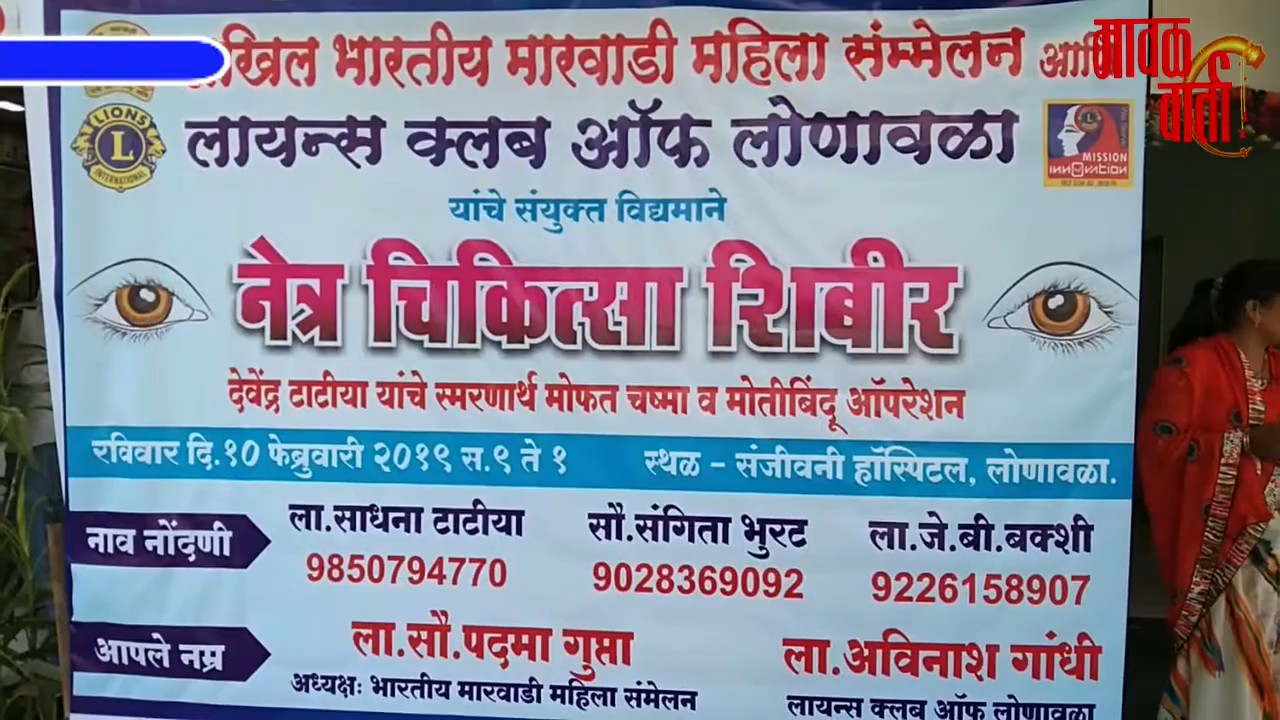 अखिल भारतीय मारवाडी महिला संम्मेलन आणि
मावळ
वार्ता
LIONS
L
INTERNATIONAL
लायन्स क्लब ऑफ लोणावळा
MISSION
INNOVATION
यांचे संयुक्त विद्यमाने
नेत्र चिकित्सा शिबीर
देवेंद्र टाटीया यांचे स्मरणार्थ मोफत चष्मा व मोतीबिंदू ऑपरेशन
रविवार दि.१० फेब्रुवारी २०१९ स.९ ते १ स्थळ - संजीवनी हॉस्पिटल, लोणावळा.
नाव नोंदणी
ला.साधना टाटीया सौ.संगिता भुरट ला.जे.बी.बक्शी
9850794770 9028369092 9226158907
आपले नम्र
ला.सौ.पदमा गुप्ता ला.अविनाश गांधी
अध्यक्षः भारतीय मारवाडी महिला संमेलन लायन्स क्लब ऑफ लोणावळा